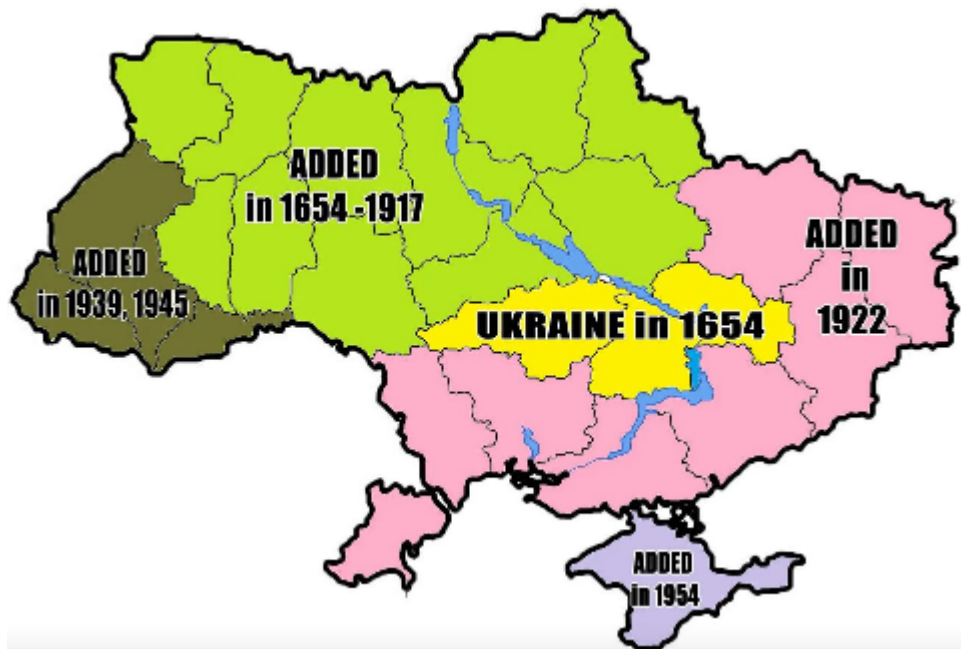 ADDED
in 1654 -1917
ADDED
in 1939, 1945
ADDED
in
1922
UKRAINE in 1654
ADDED
in 1954